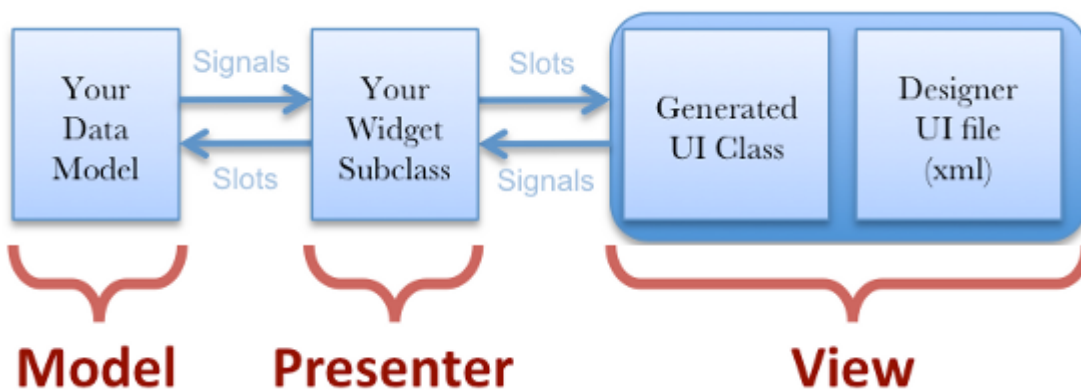 Your
Data
Model
Signals
Slots
Your
Widget
Subclass
Slots
Signals
Generated
UI Class
Designer
UI file
(xml)
Model
Presenter
View